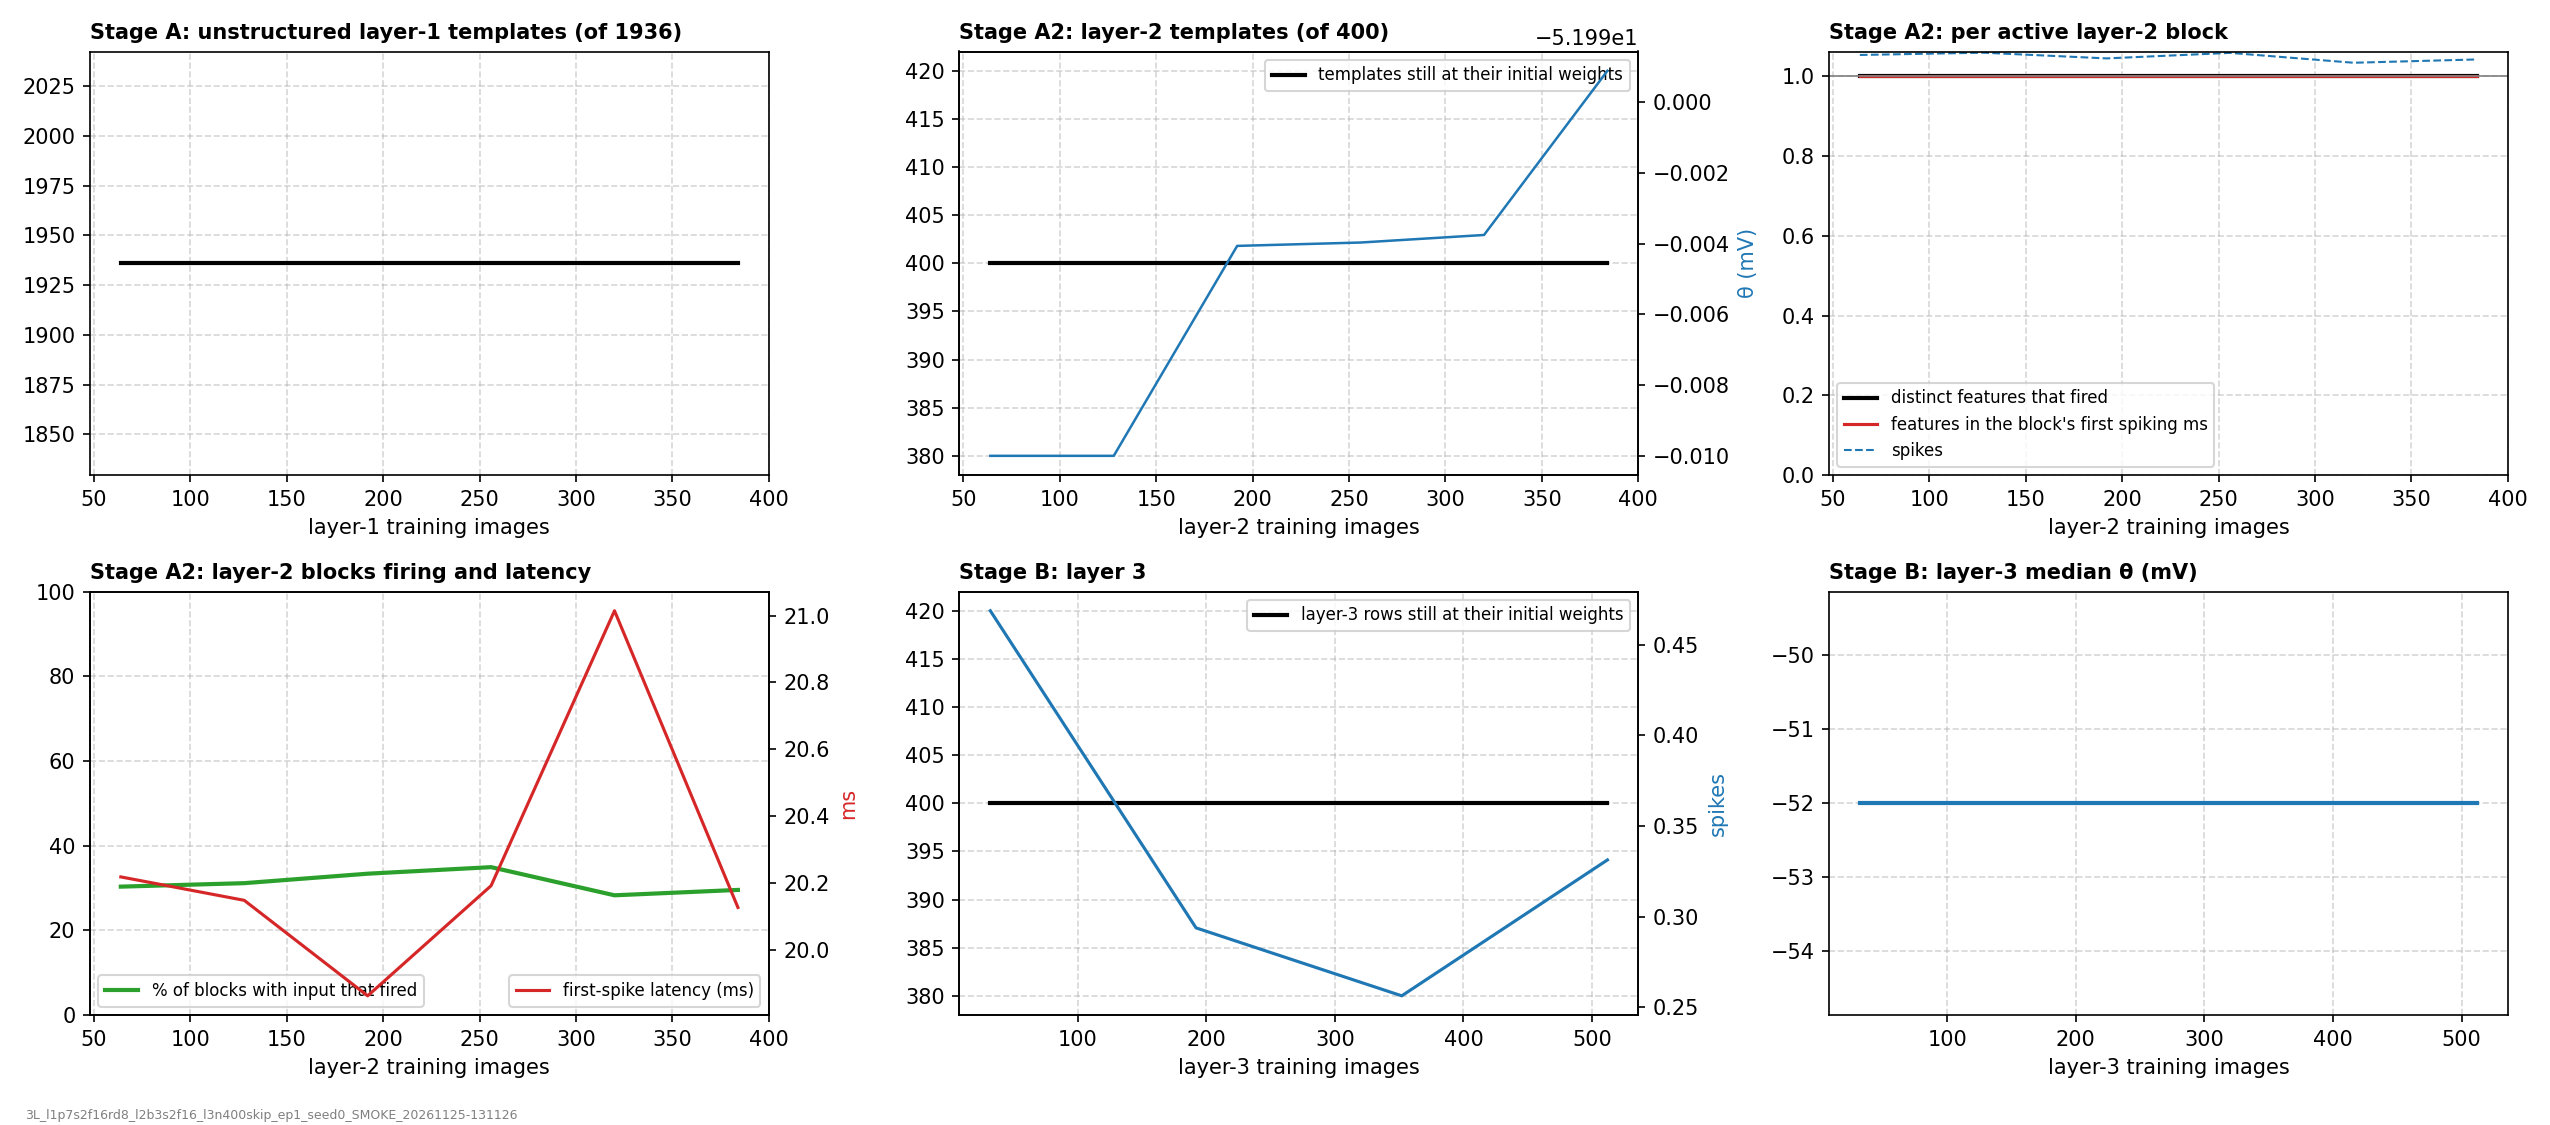 Stage A: unstructured layer-1 templates (of 1936)
2025
2000
1975
1950
1925
1900
1875
1850
50 100 150 200 250 300 350 400
layer-1 training images
Stage A2: layer-2 templates (of 400)
−5.199e1
templates still at their initial weights
420
415
410
405
400
395
390
385
380
0.000
−0.002
−0.004
−0.006
−0.008
−0.010
θ (mV)
50 100 150 200 250 300 350 400
layer-2 training images
Stage A2: per active layer-2 block
1.0
0.8
0.6
0.4
0.2
0.0
distinct features that fired
features in the block's first spiking ms
spikes
50 100 150 200 250 300 350 400
layer-2 training images
Stage A2: layer-2 blocks firing and latency
100
80
60
40
20
0
21.0
20.8
20.6
20.4
20.2
20.0
ms
% of blocks with input that fired
first-spike latency (ms)
50 100 150 200 250 300 350 400
layer-2 training images
Stage B: layer 3
layer-3 rows still at their initial weights
420
415
410
405
400
395
390
385
380
0.45
0.40
0.35
0.30
0.25
spikes
100 200 300 400 500
layer-3 training images
Stage B: layer-3 median θ (mV)
−50
−51
−52
−53
−54
100 200 300 400 500
layer-3 training images
3L_l1p7s2f16rd8_l2b3s2f16_l3n400skip_ep1_seed0_SMOKE_20261125-131126